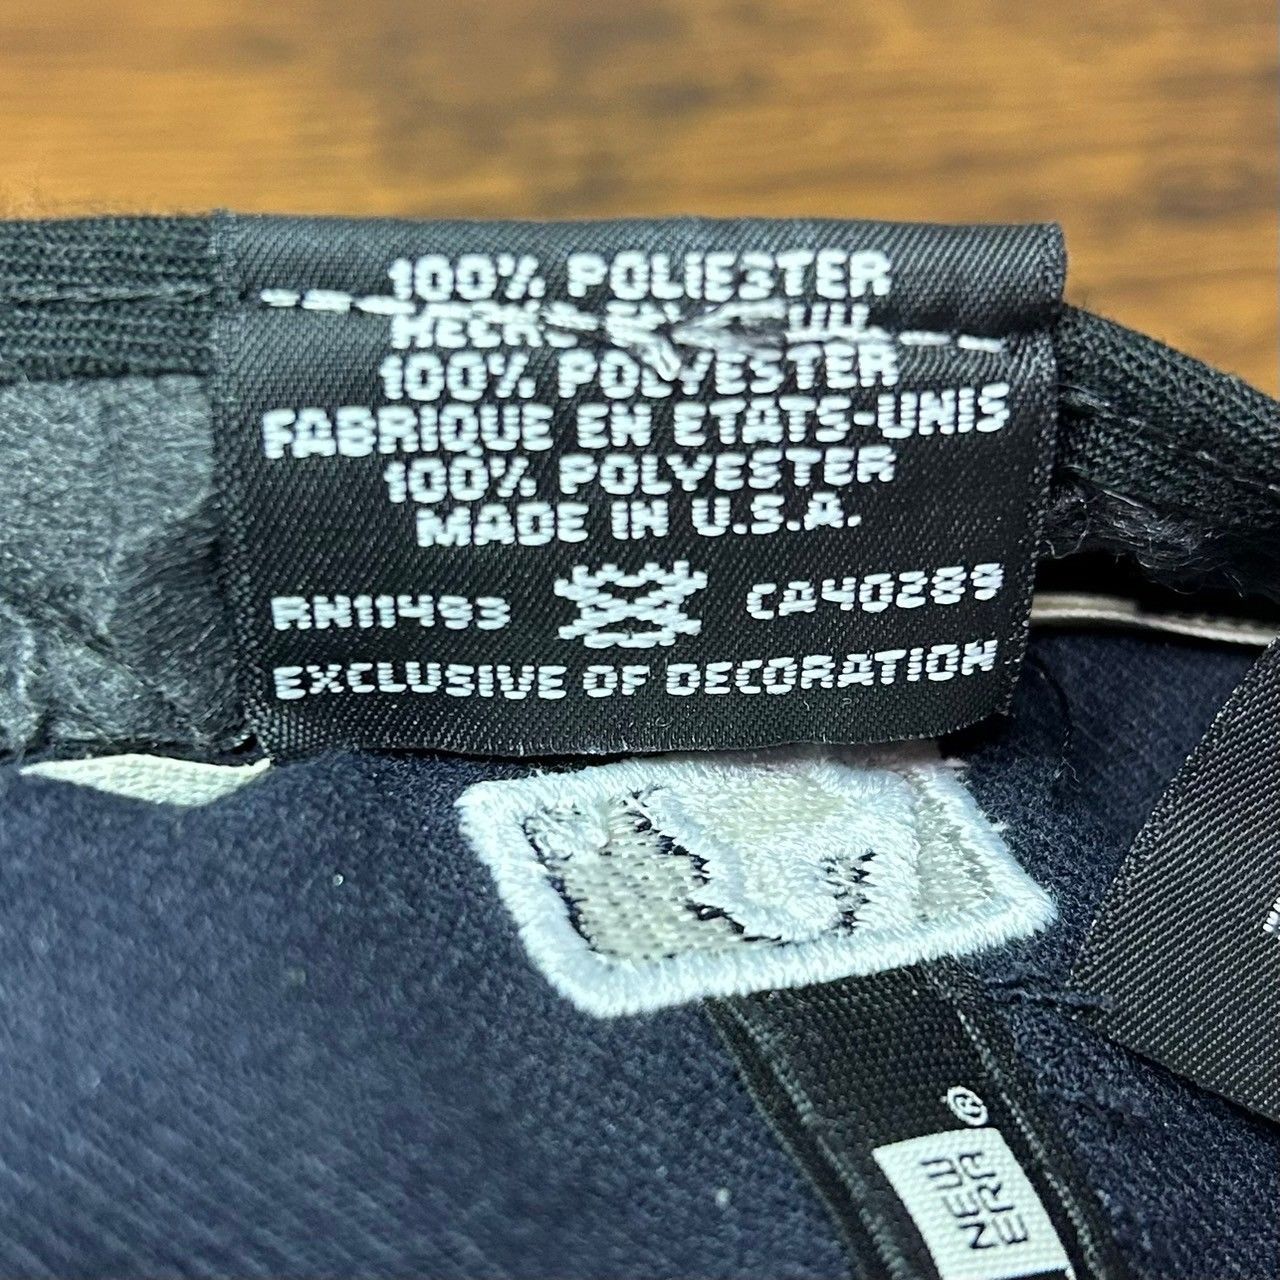 100% POLIESTER
100% POLYESTER
FABRIQUE EN ETATS-UNIS
100% POLYESTER
MADE IN U.S.A.
RN11493 CA40289
EXCLUSIVE OF DECORATION
NEW
ERA®